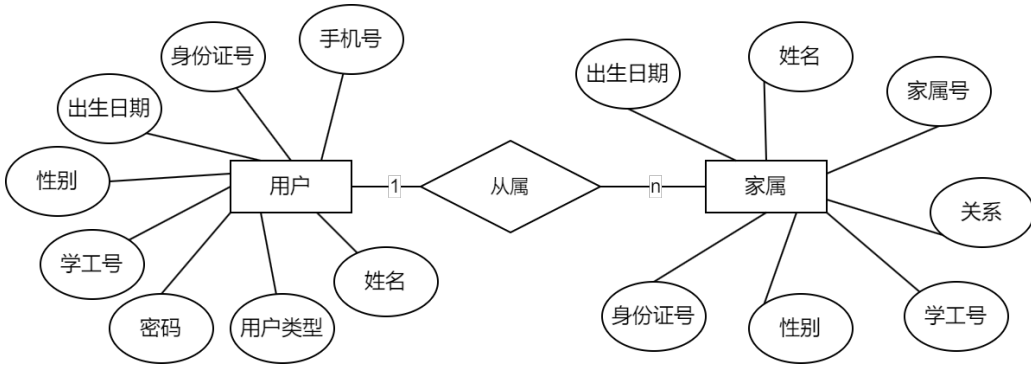 手机号
身份证号
出生日期
性别
学工号
密码
用户类型
姓名
用户
1
从属
n
家属
出生日期
姓名
家属号
关系
学工号
性别
身份证号